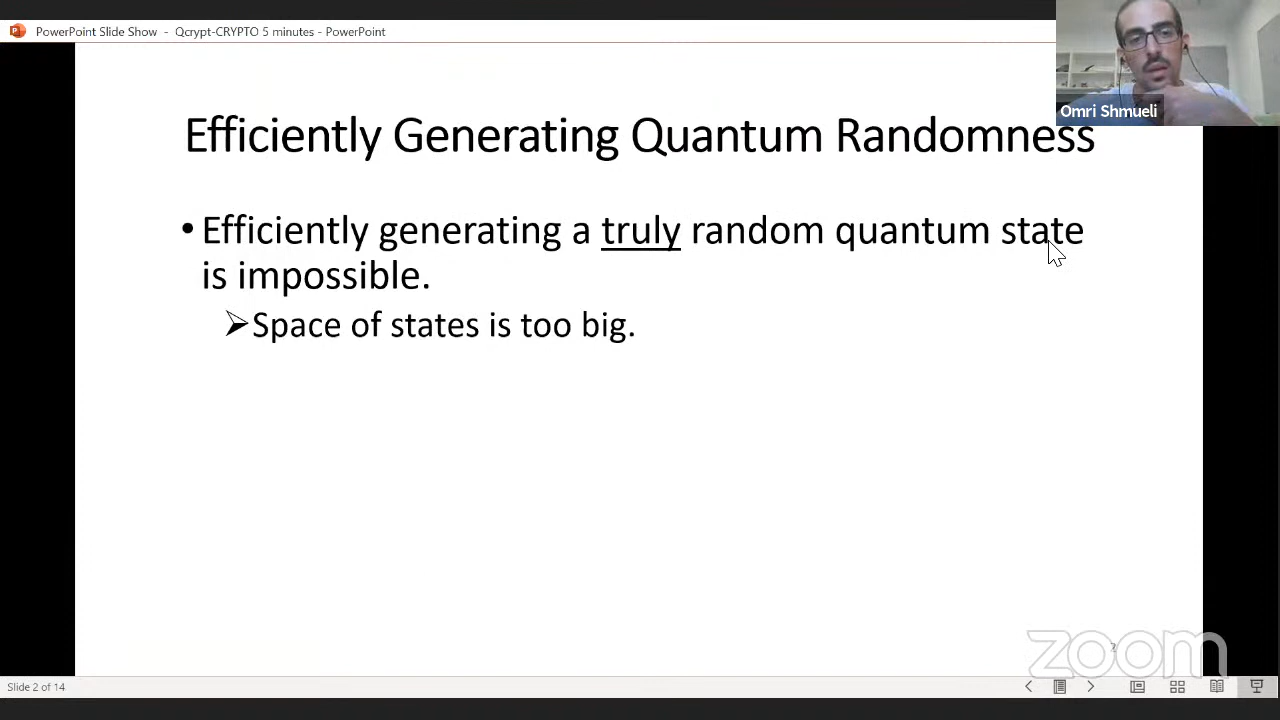 PowerPoint Slide Show - Qcrypt-CRYPTO 5 minutes - PowerPoint
Omri Shmueli
Efficiently Generating Quantum Randomness
• Efficiently generating a truly random quantum state
is impossible.
➢ Space of states is too big.
zoom
2
Slide 2 of 14